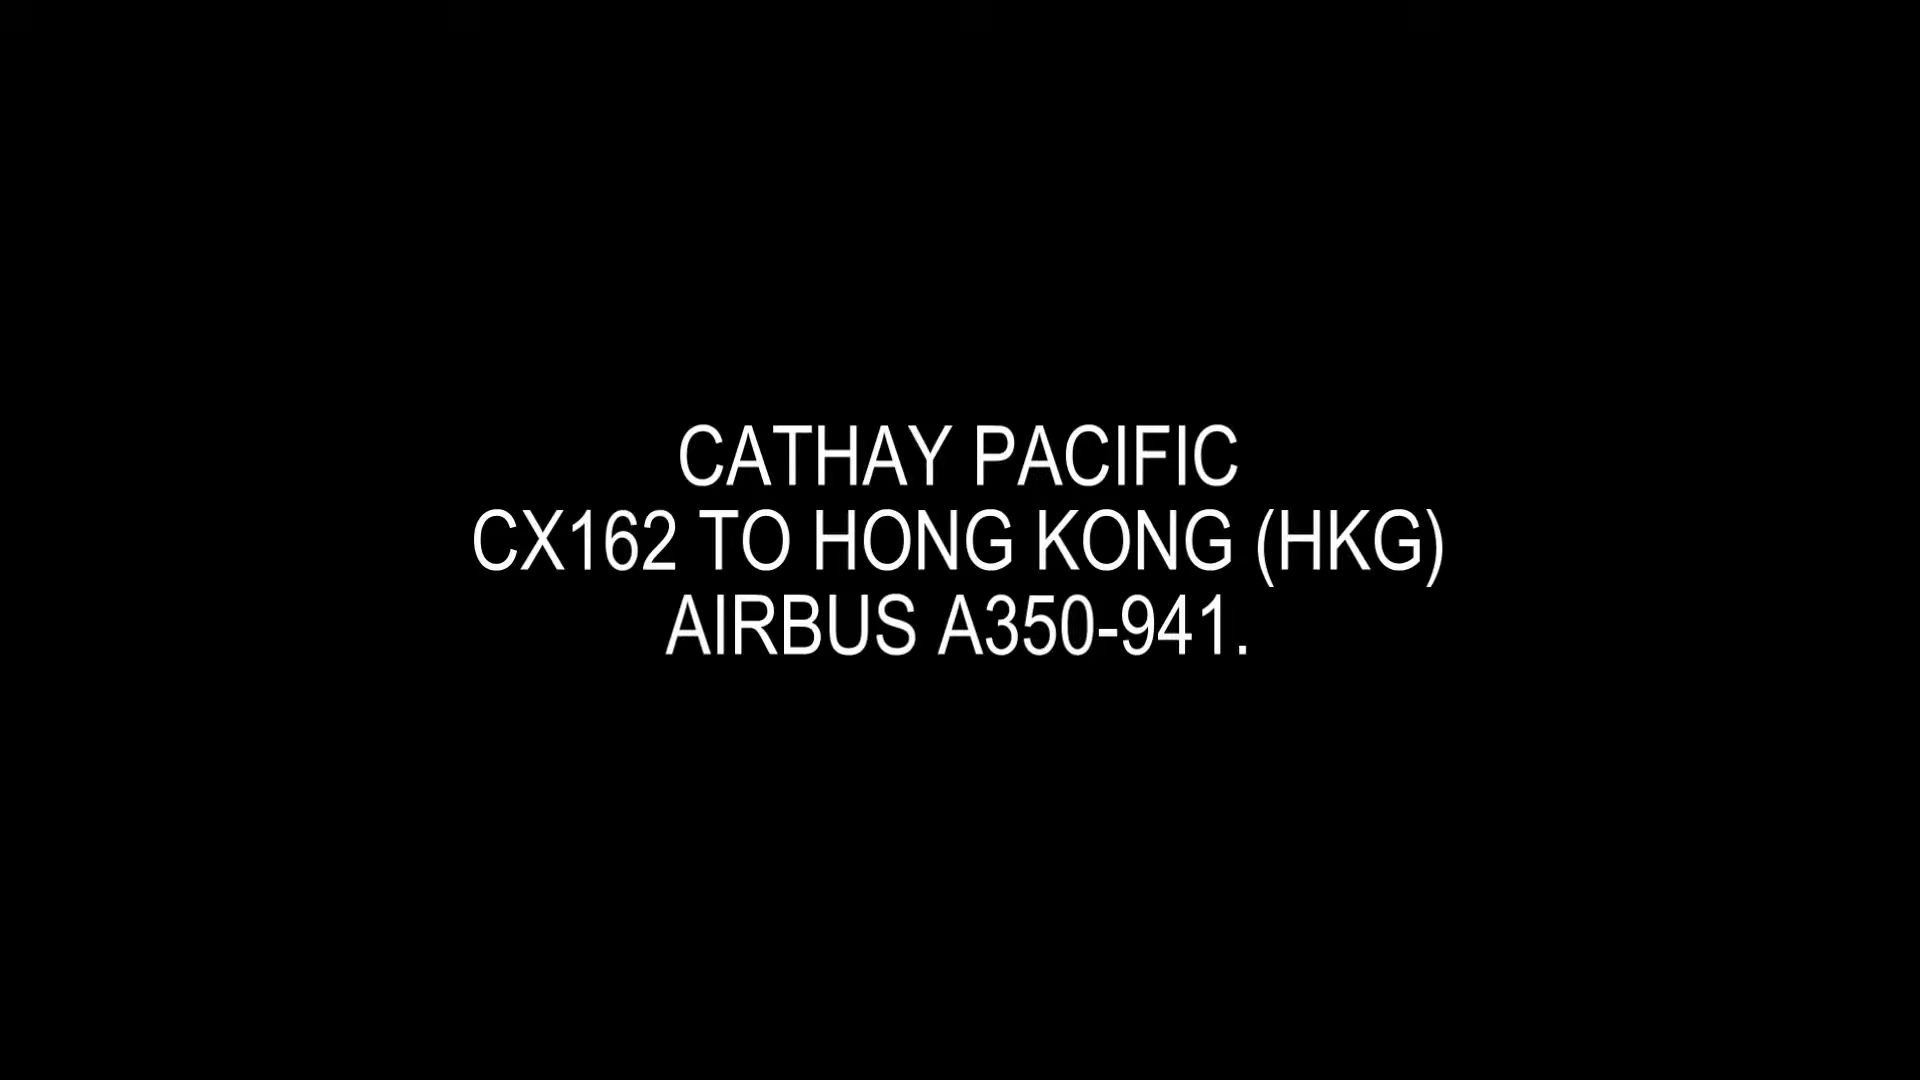 CATHAY PACIFIC
CX162 TO HONG KONG (HKG)
AIRBUS A350-941.